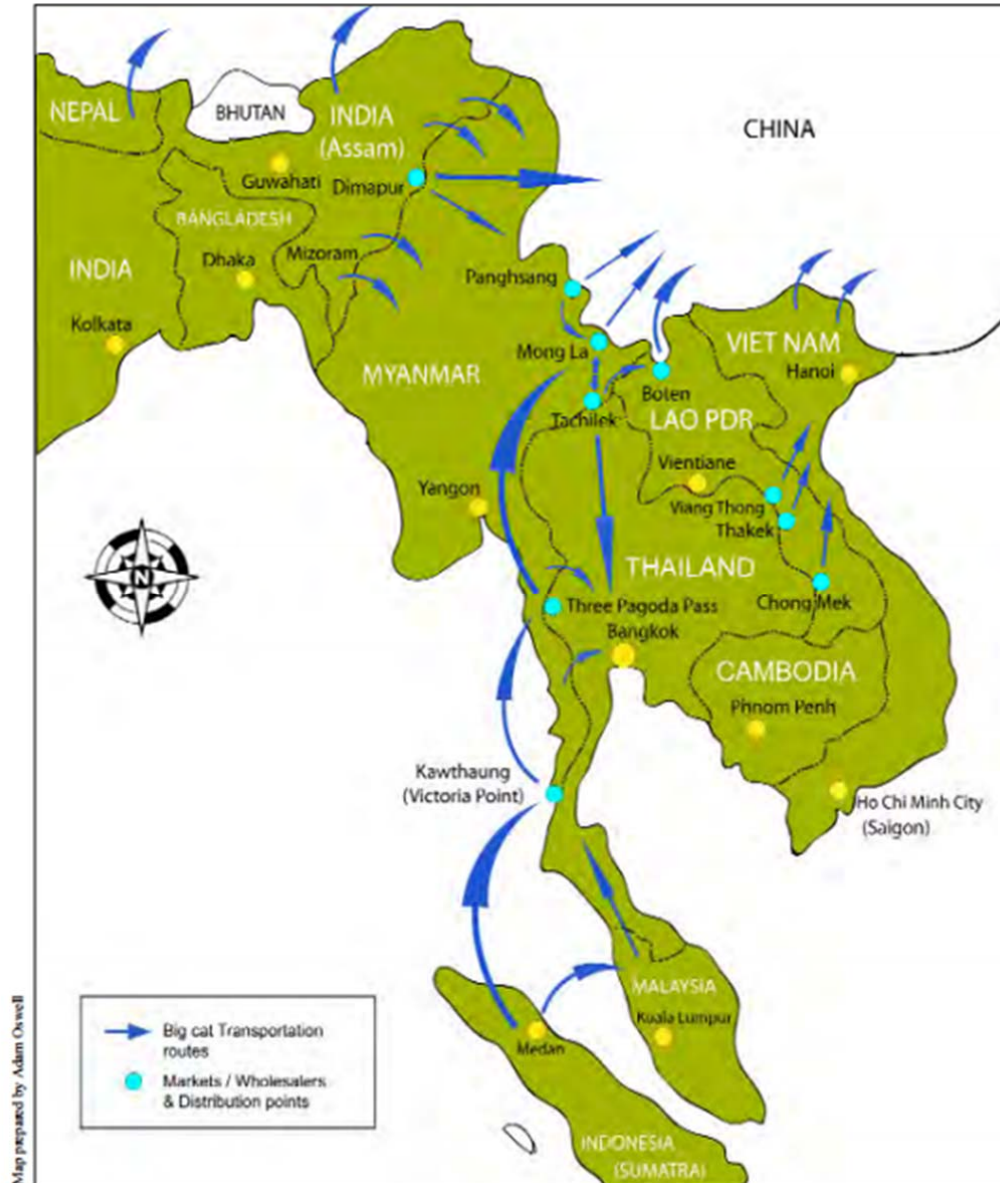 NEPAL
BHUTAN
INDIA
(Assam)
CHINA
Guwahati
Dimapur
BANGLADESH
INDIA
Dhaka
Mizoram
Panghsang
Kolkata
MYANMAR
Mong La
VIET NAM
Hanoi
Boten
Tachilek
LAO PDR
Vientiane
Yangon
Viang Thong
Thakek
N
THAILAND
Three Pagoda Pass
Chong Mek
Bangkok
CAMBODIA
Phnom Penh
Kawthaung
(Victoria Point)
Ho Chi Minh City
(Saigon)
MALAYSIA
Kuala Lumpur
Medan
INDONESIA
(SUMATRA)
Big cat Transportation
routes
Markets / Wholesalers
& Distribution points
Map prepared by Adam Oswell